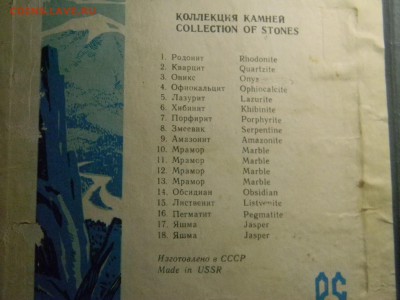 КОЛЛЕКЦИЯ КАМНЕЙ
COLLECTION OF STONES
1. Родонит Rhodonite
2. Кварцит Quartzite
3. Оникс Onyx
4. Офиокальцит Ophiocalcite
5. Лазурит Lazurite
6. Хибинит Khibinite
7. Порфирит Porphyrite
8. Змеевик Serpentine
9. Амазонит Amazonite
10. Мрамор Marble
11. Мрамор Marble
12. Мрамор Marble
13. Мрамор Marble
14. Обсидиан Obsidian
15. Лиственит Listvenite
16. Пегматит Pegmatite
17. Яшма Jasper
18. Яшма Jasper
Изготовлено в СССР
Made in USSR